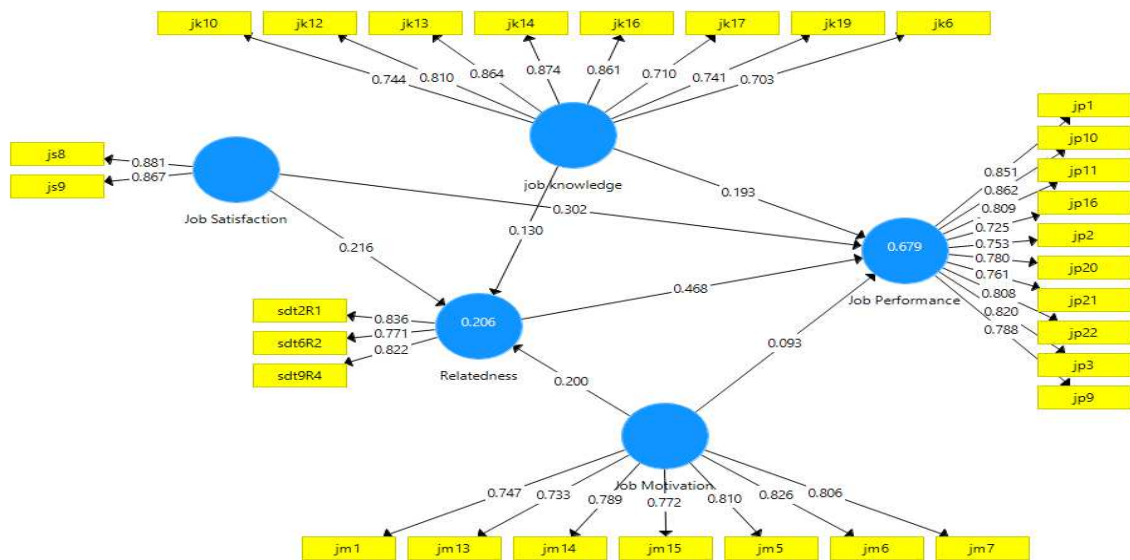 jk10 jk12 jk13 jk14 jk16 jk17 jk19 jk6
0.744 0.810 0.864 0.874 0.861 0.710 0.741 0.703
job knowledge
js8
js9
0.881
0.867
Job Satisfaction
0.302
0.193
0.130
0.216
0.468
0.093
0.200
jp1
jp10
jp11
jp16
jp2
jp20
jp21
jp22
jp3
jp9
0.851
0.862
0.809
0.725
0.753
0.780
0.761
0.808
0.820
0.788
0.679
Job Performance
sdt2R1
sdt6R2
sdt9R4
0.836
0.771
0.822
0.206
Relatedness
Job Motivation
0.747 0.733 0.789 0.772 0.810 0.826 0.806
jm1 jm13 jm14 jm15 jm5 jm6 jm7